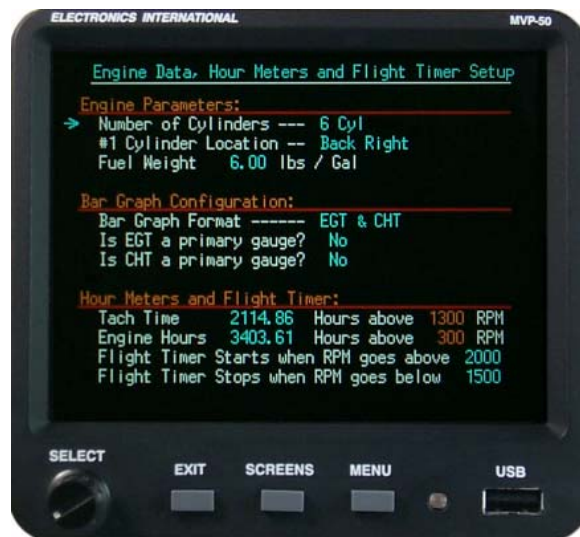 ELECTRONICS INTERNATIONAL MVP-50
Engine Data, Hour Meters and Flight Timer Setup
Engine Parameters:
Number of Cylinders --- 6 Cyl
#1 Cylinder Location -- Back Right
Fuel Weight 6.00 lbs / Gal
Bar Graph Configuration:
Bar Graph Format ------ EGT & CHT
Is EGT a primary gauge? No
Is CHT a primary gauge? No
Hour Meters and Flight Timer:
Tach Time 2114.86 Hours above 1300 RPM
Engine Hours 3403.61 Hours above 300 RPM
Flight Timer Starts when RPM goes above 2000
Flight Timer Stops when RPM goes below 1500
SELECT EXIT SCREENS MENU USB